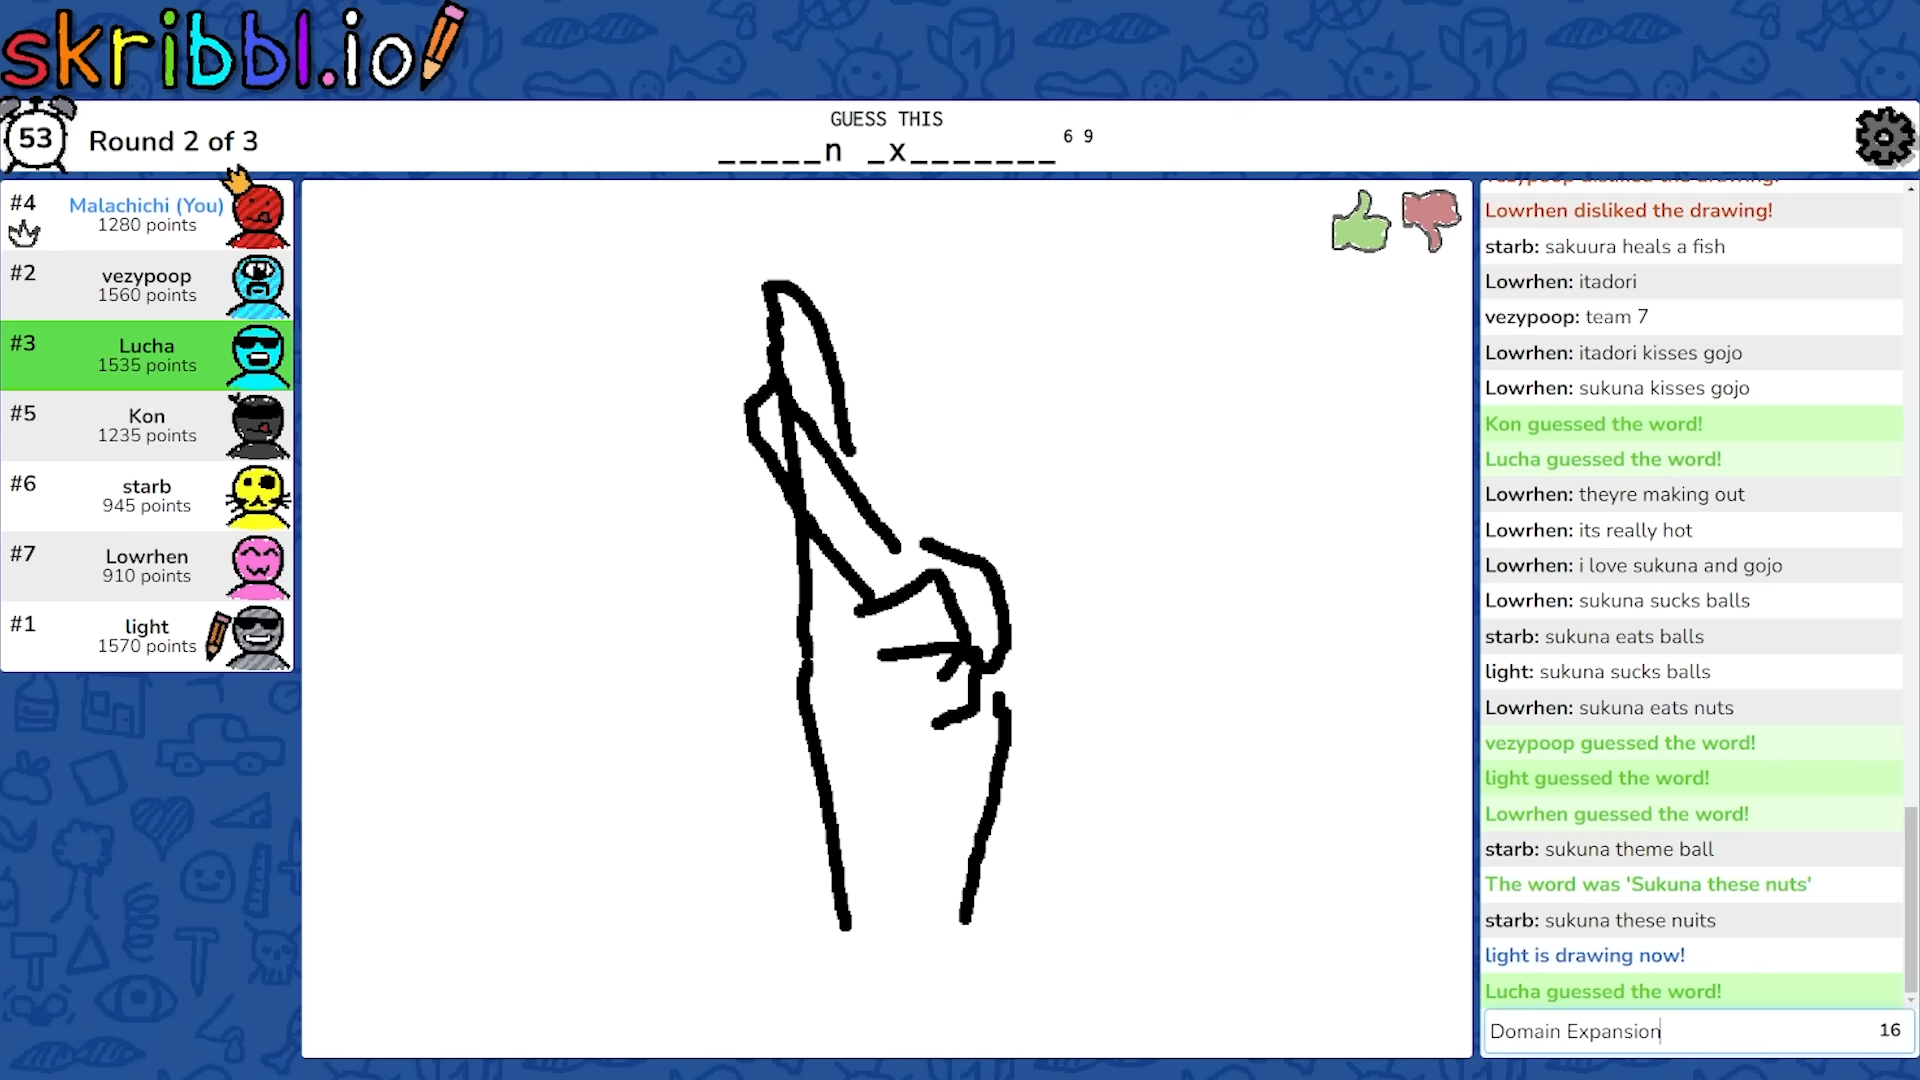 skribbl.io
53
Round 2 of 3
GUESS THIS
_____n _x_______ 6 9
#4
Malachichi (You)
1280 points
#2
vezypoop
1560 points
#3
Lucha
1535 points
#5
Kon
1235 points
#6
starb
945 points
#7
Lowrhen
910 points
#1
light
1570 points
vezypoop disliked the drawing!
Lowrhen disliked the drawing!
starb: sakuura heals a fish
Lowrhen: itadori
vezypoop: team 7
Lowrhen: itadori kisses gojo
Lowrhen: sukuna kisses gojo
Kon guessed the word!
Lucha guessed the word!
Lowrhen: theyre making out
Lowrhen: its really hot
Lowrhen: i love sukuna and gojo
Lowrhen: sukuna sucks balls
starb: sukuna eats balls
light: sukuna sucks balls
Lowrhen: sukuna eats nuts
vezypoop guessed the word!
light guessed the word!
Lowrhen guessed the word!
starb: sukuna theme ball
The word was 'Sukuna these nuts'
starb: sukuna these nuits
light is drawing now!
Lucha guessed the word!
Domain Expansion 16